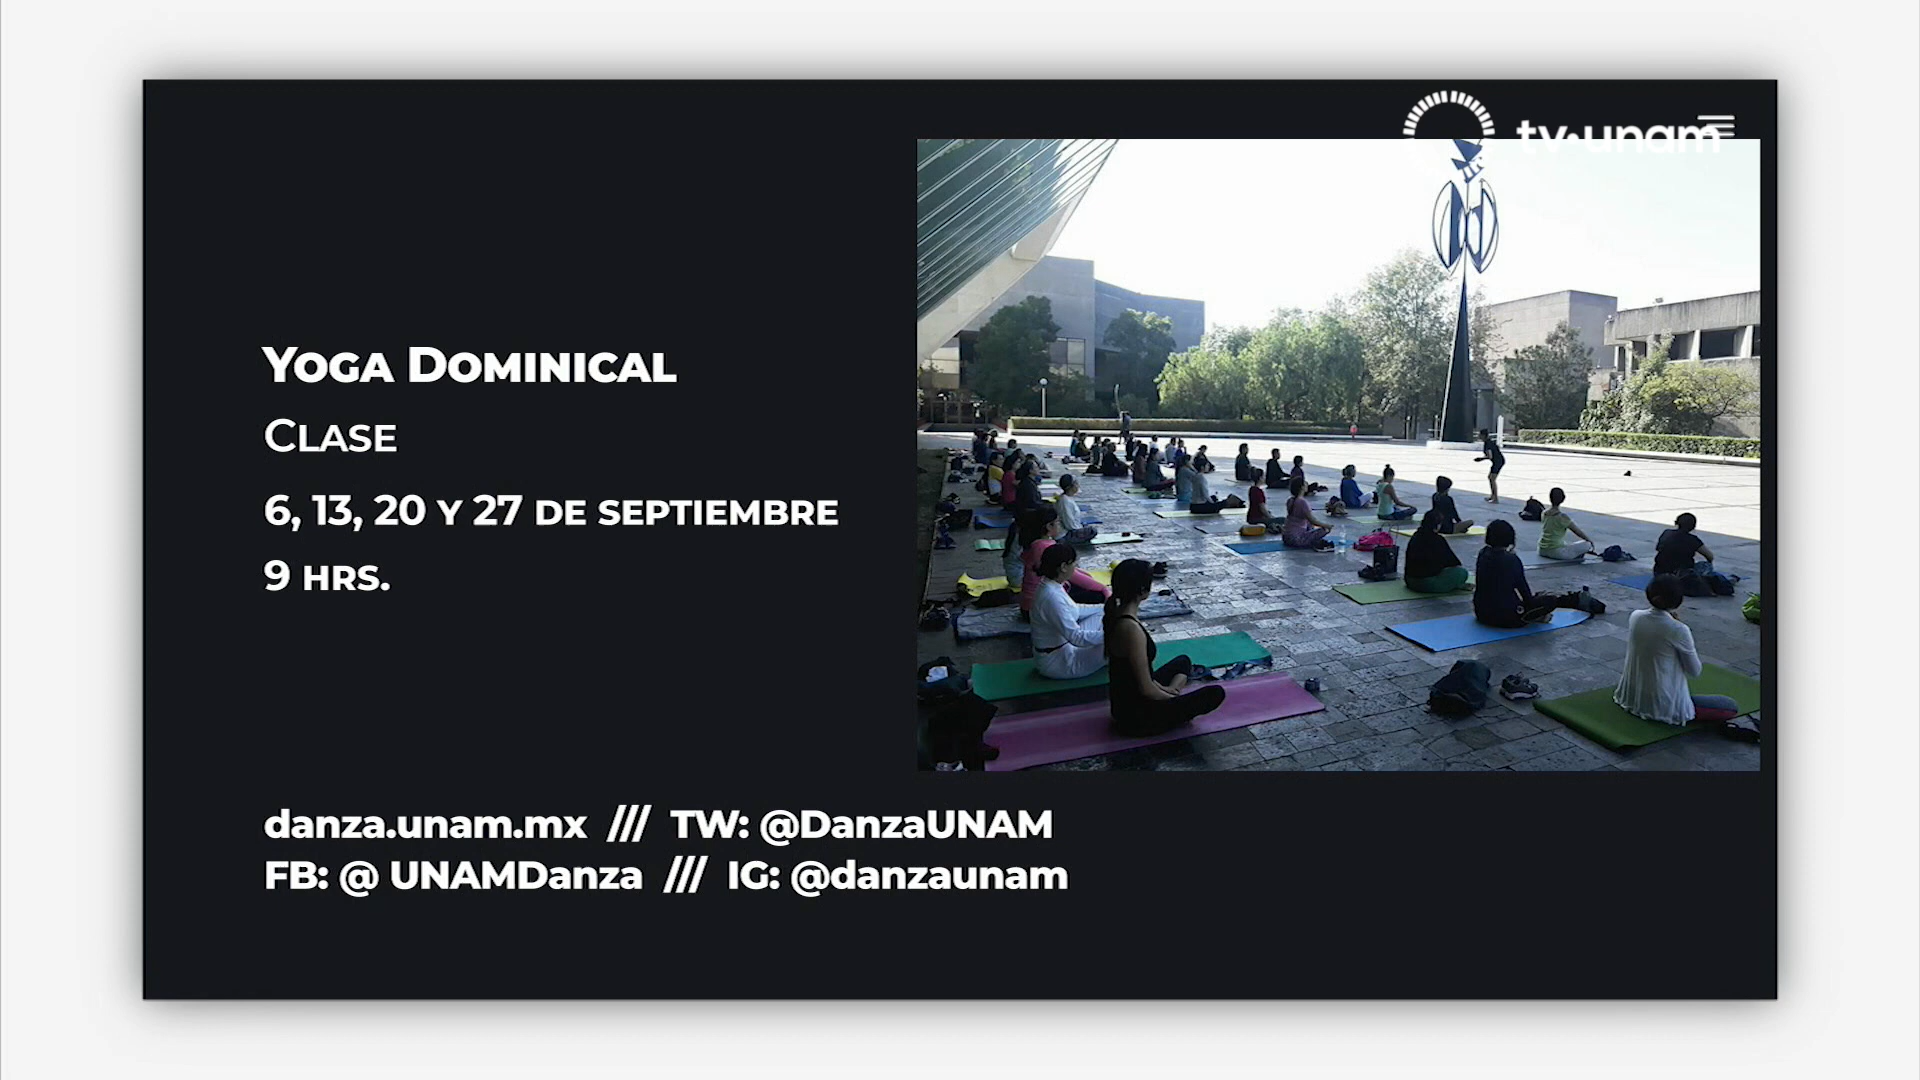 tv·unam
YOGA DOMINICAL
CLASE
6, 13, 20 Y 27 DE SEPTIEMBRE
9 HRS.
danza.unam.mx /// TW: @DanzaUNAM
FB: @ UNAMDanza /// IG: @danzaunam